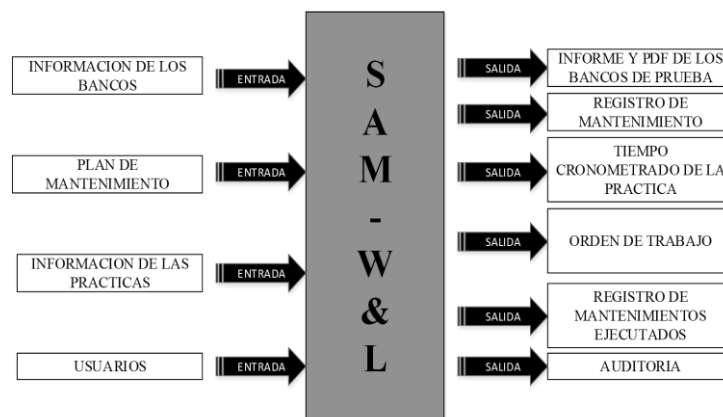 INFORMACION DE LOS
BANCOS
ENTRADA
PLAN DE
MANTENIMIENTO
ENTRADA
INFORMACION DE LAS
PRACTICAS
ENTRADA
USUARIOS
ENTRADA
S
A
M
-
W
&
L
SALIDA
INFORME Y PDF DE LOS
BANCOS DE PRUEBA
SALIDA
REGISTRO DE
MANTENIMIENTO
SALIDA
TIEMPO
CRONOMETRADO DE LA
PRACTICA
SALIDA
ORDEN DE TRABAJO
SALIDA
REGISTRO DE
MANTENIMIENTOS
EJECUTADOS
SALIDA
AUDITORIA